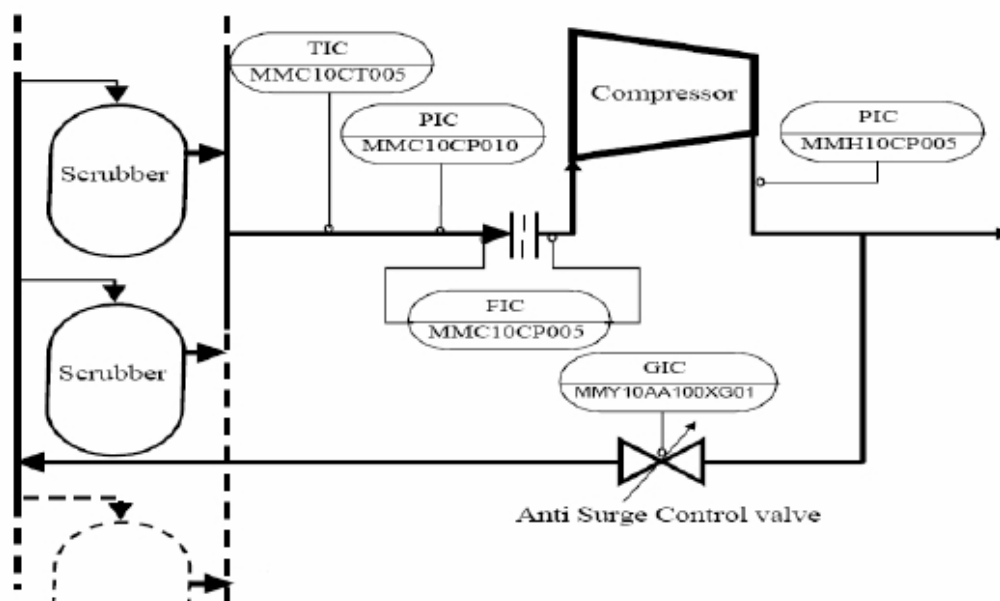 TIC
MMC10CT005
PIC
MMC10CP010
Compressor
PIC
MMH10CP005
Scrubber
FIC
MMC10CP005
Scrubber
GIC
MMY10AA100XG01
Anti Surge Control valve